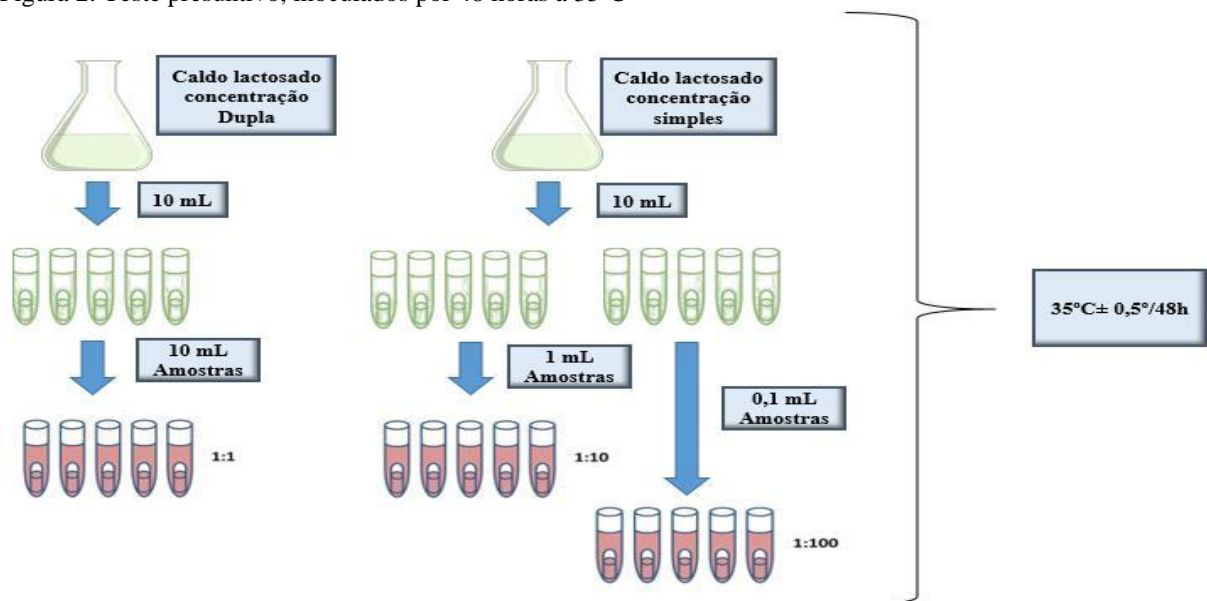 Figura 2: Teste presuntivo, inoculados por 48 horas a 35°C
Caldo lactosado
concentração
Dupla
Caldo lactosado
concentração
simples
10 mL
10 mL
10 mL
Amostras
1 mL
Amostras
0,1 mL
Amostras
1:1
1:10
1:100
35°C± 0,5°/48h